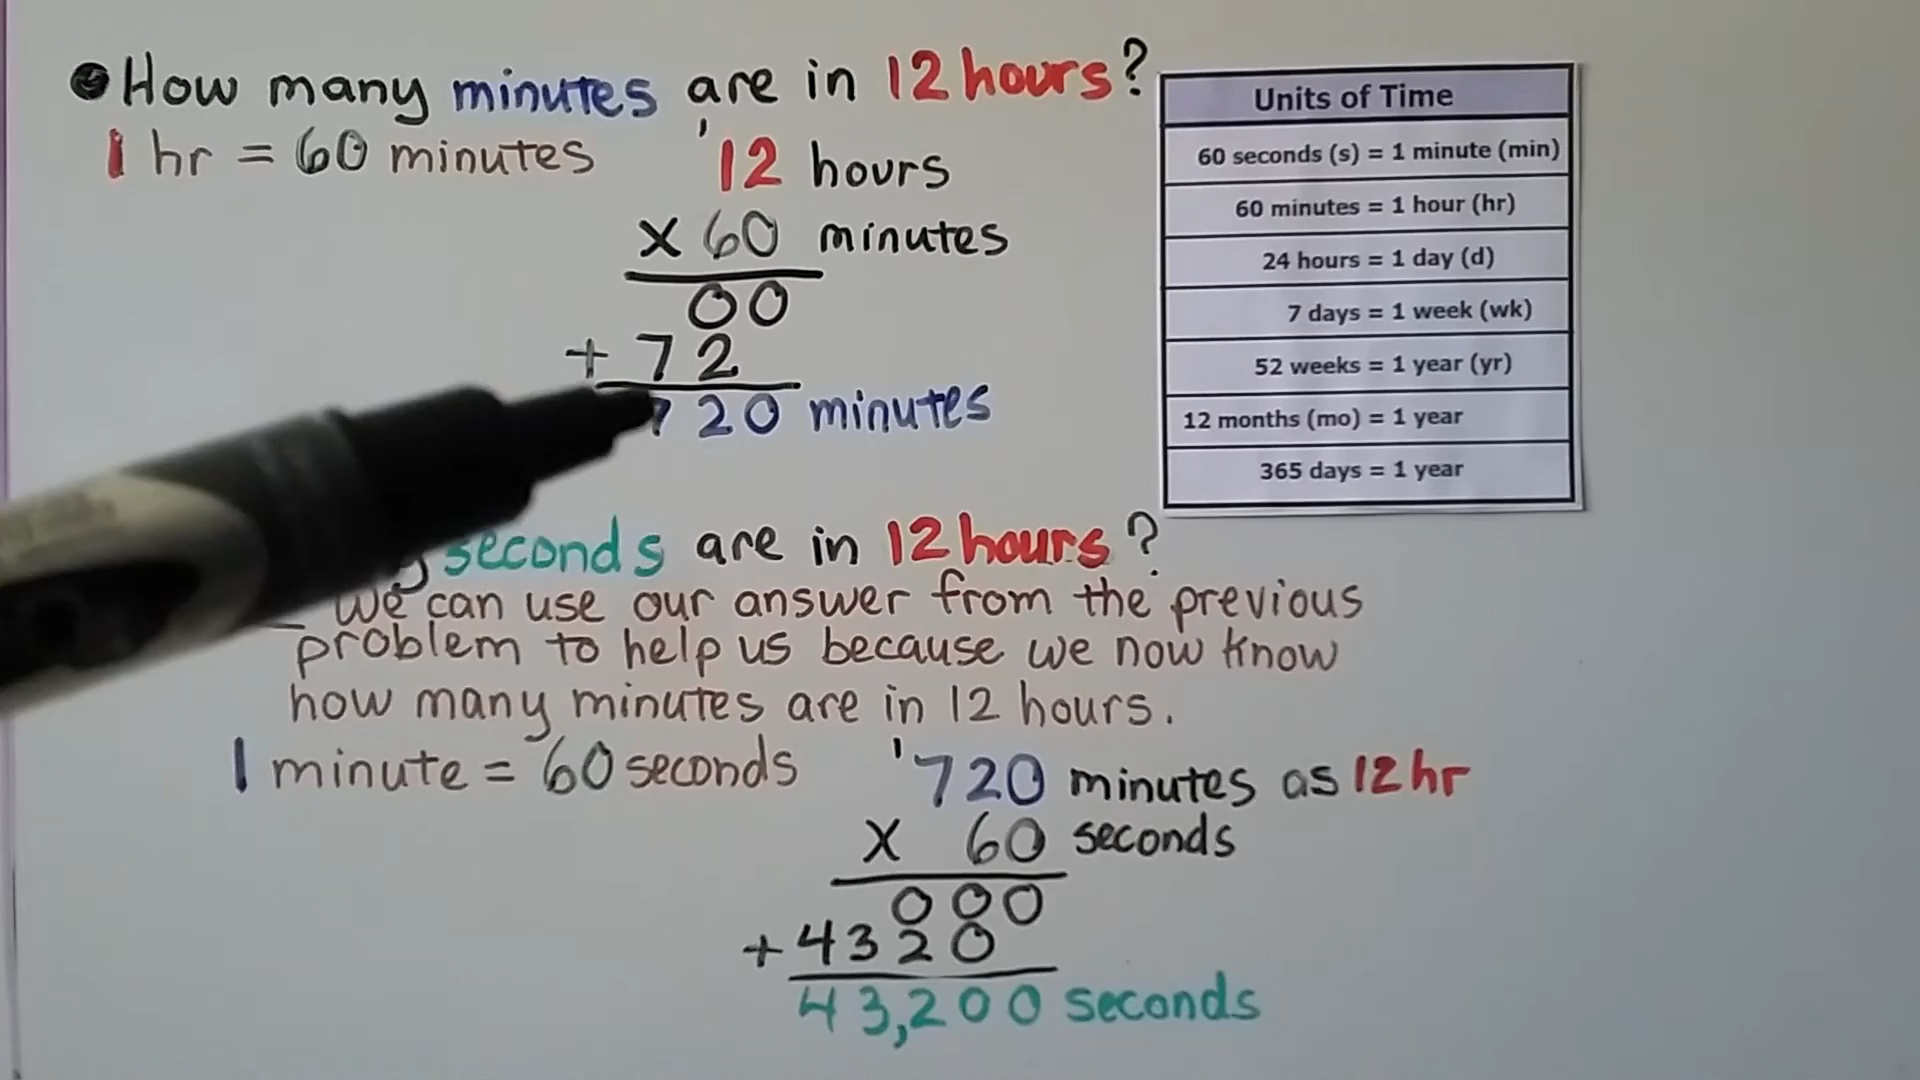 How many minutes are in 12 hours?
1 hr = 60 minutes
1
12 hours
x 60 minutes
00
+ 72
720 minutes
Units of Time
60 seconds (s) = 1 minute (min)
60 minutes = 1 hour (hr)
24 hours = 1 day (d)
7 days = 1 week (wk)
52 weeks = 1 year (yr)
12 months (mo) = 1 year
365 days = 1 year
seconds are in 12 hours?
We can use our answer from the previous
problem to help us because we now know
how many minutes are in 12 hours.
1 minute = 60 seconds
1
720 minutes as 12 hr
x 60 seconds
000
+ 4320
43,200 seconds